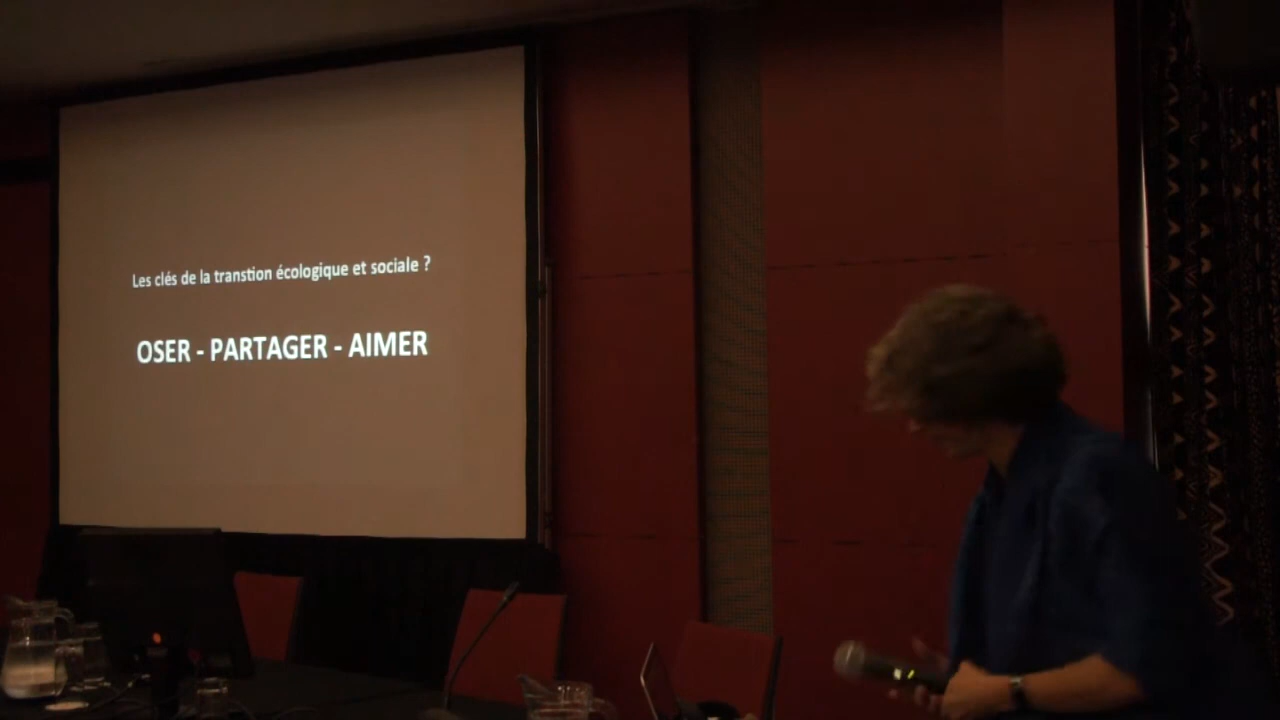 Les clés de la transtion écologique et sociale ?
OSER - PARTAGER - AIMER